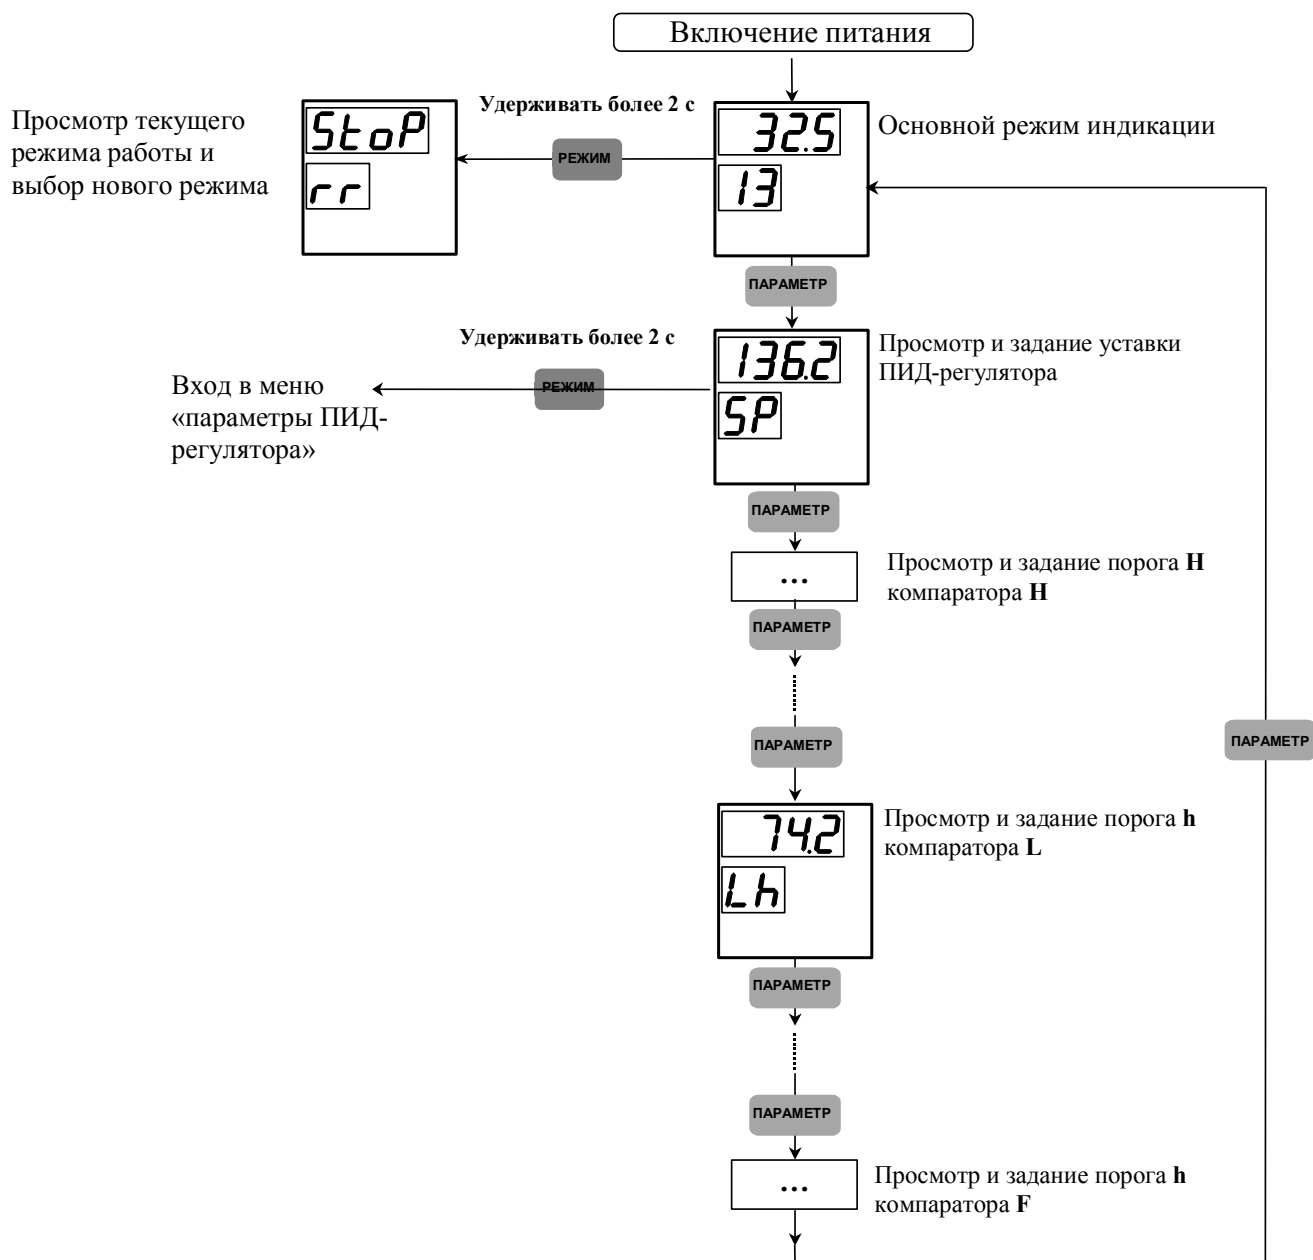 Включение питания
Удерживать более 2 с
Просмотр текущего
режима работы и
выбор нового режима
StoP
rr
РЕЖИМ
32.5
13
Основной режим индикации
ПАРАМЕТР
Удерживать более 2 с
Вход в меню
«параметры ПИД-
регулятора»
РЕЖИМ
136.2
SP
Просмотр и задание уставки
ПИД-регулятора
ПАРАМЕТР
...
Просмотр и задание порога H
компаратора H
ПАРАМЕТР
ПАРАМЕТР
ПАРАМЕТР
74.2
Lh
Просмотр и задание порога h
компаратора L
ПАРАМЕТР
ПАРАМЕТР
...
Просмотр и задание порога h
компаратора F